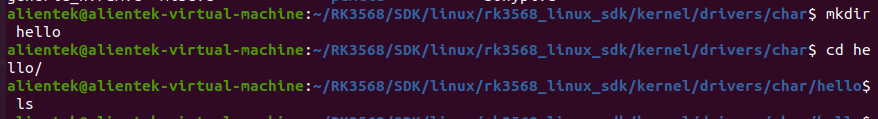 alientek@alientek-virtual-machine:~/RK3568/SDK/linux/rk3568_linux_sdk/kernel/drivers/char$ mkdir
hello
alientek@alientek-virtual-machine:~/RK3568/SDK/linux/rk3568_linux_sdk/kernel/drivers/char$ cd he
llo/
alientek@alientek-virtual-machine:~/RK3568/SDK/linux/rk3568_linux_sdk/kernel/drivers/char/hello$
ls